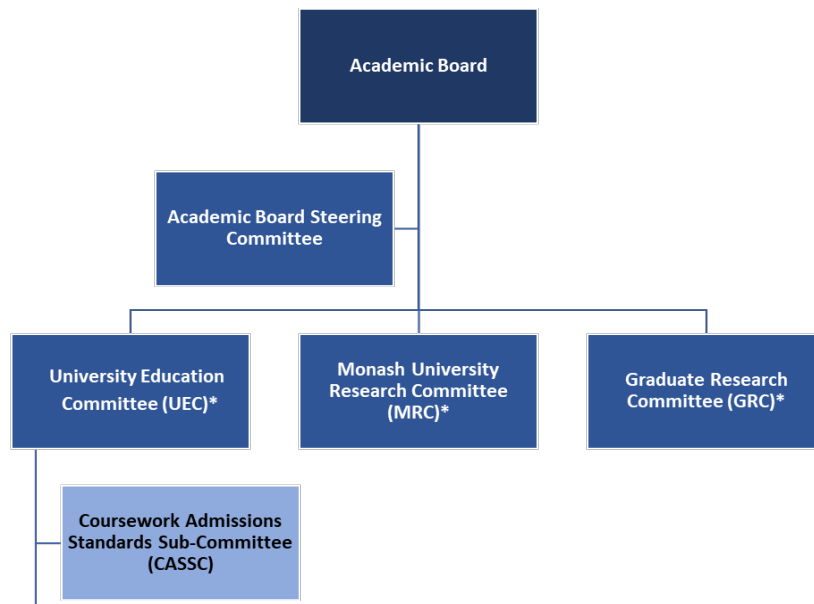 Academic Board
Academic Board Steering
Committee
University Education
Committee (UEC)*
Monash University
Research Committee
(MRC)*
Graduate Research
Committee (GRC)*
Coursework Admissions
Standards Sub-Committee
(CASSC)